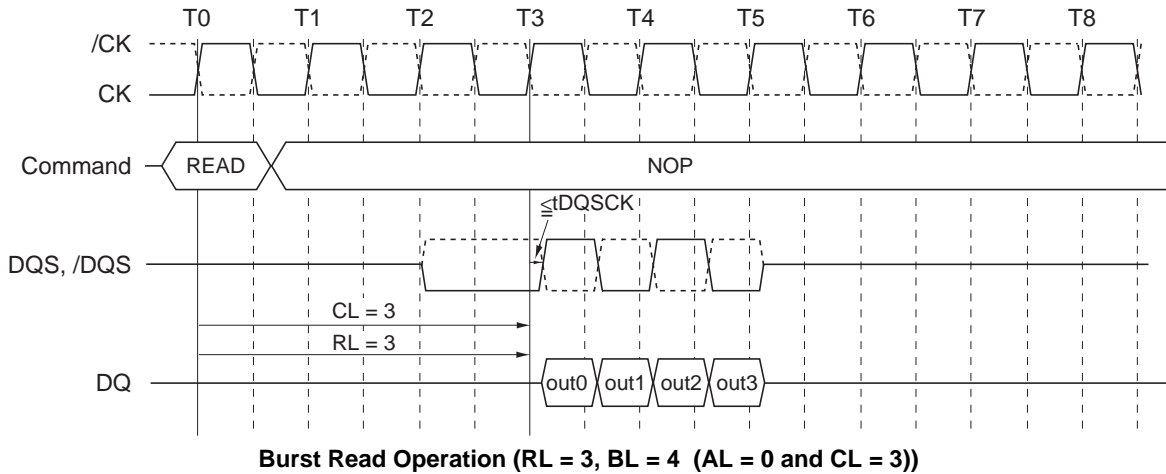 T0 T1 T2 T3 T4 T5 T6 T7 T8
/CK
CK
Command READ NOP
≦tDQSCK
DQS, /DQS
CL = 3
RL = 3
DQ out0 out1 out2 out3
Burst Read Operation (RL = 3, BL = 4 (AL = 0 and CL = 3))